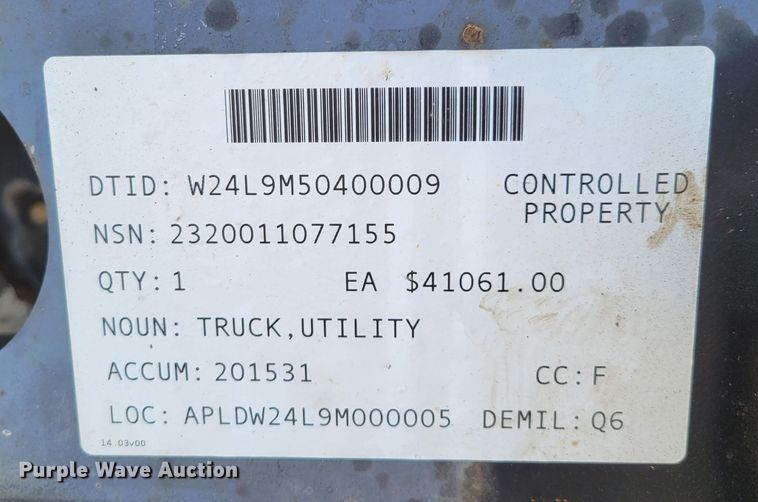 DTID: W24L9M50400009 CONTROLLED PROPERTY
NSN: 2320011077155
QTY: 1 EA $41061.00
NOUN: TRUCK,UTILITY
ACCUM: 201531 CC: F
LOC: APLDW24L9M000005 DEMIL: Q6
14.03v00
Purple Wave Auction